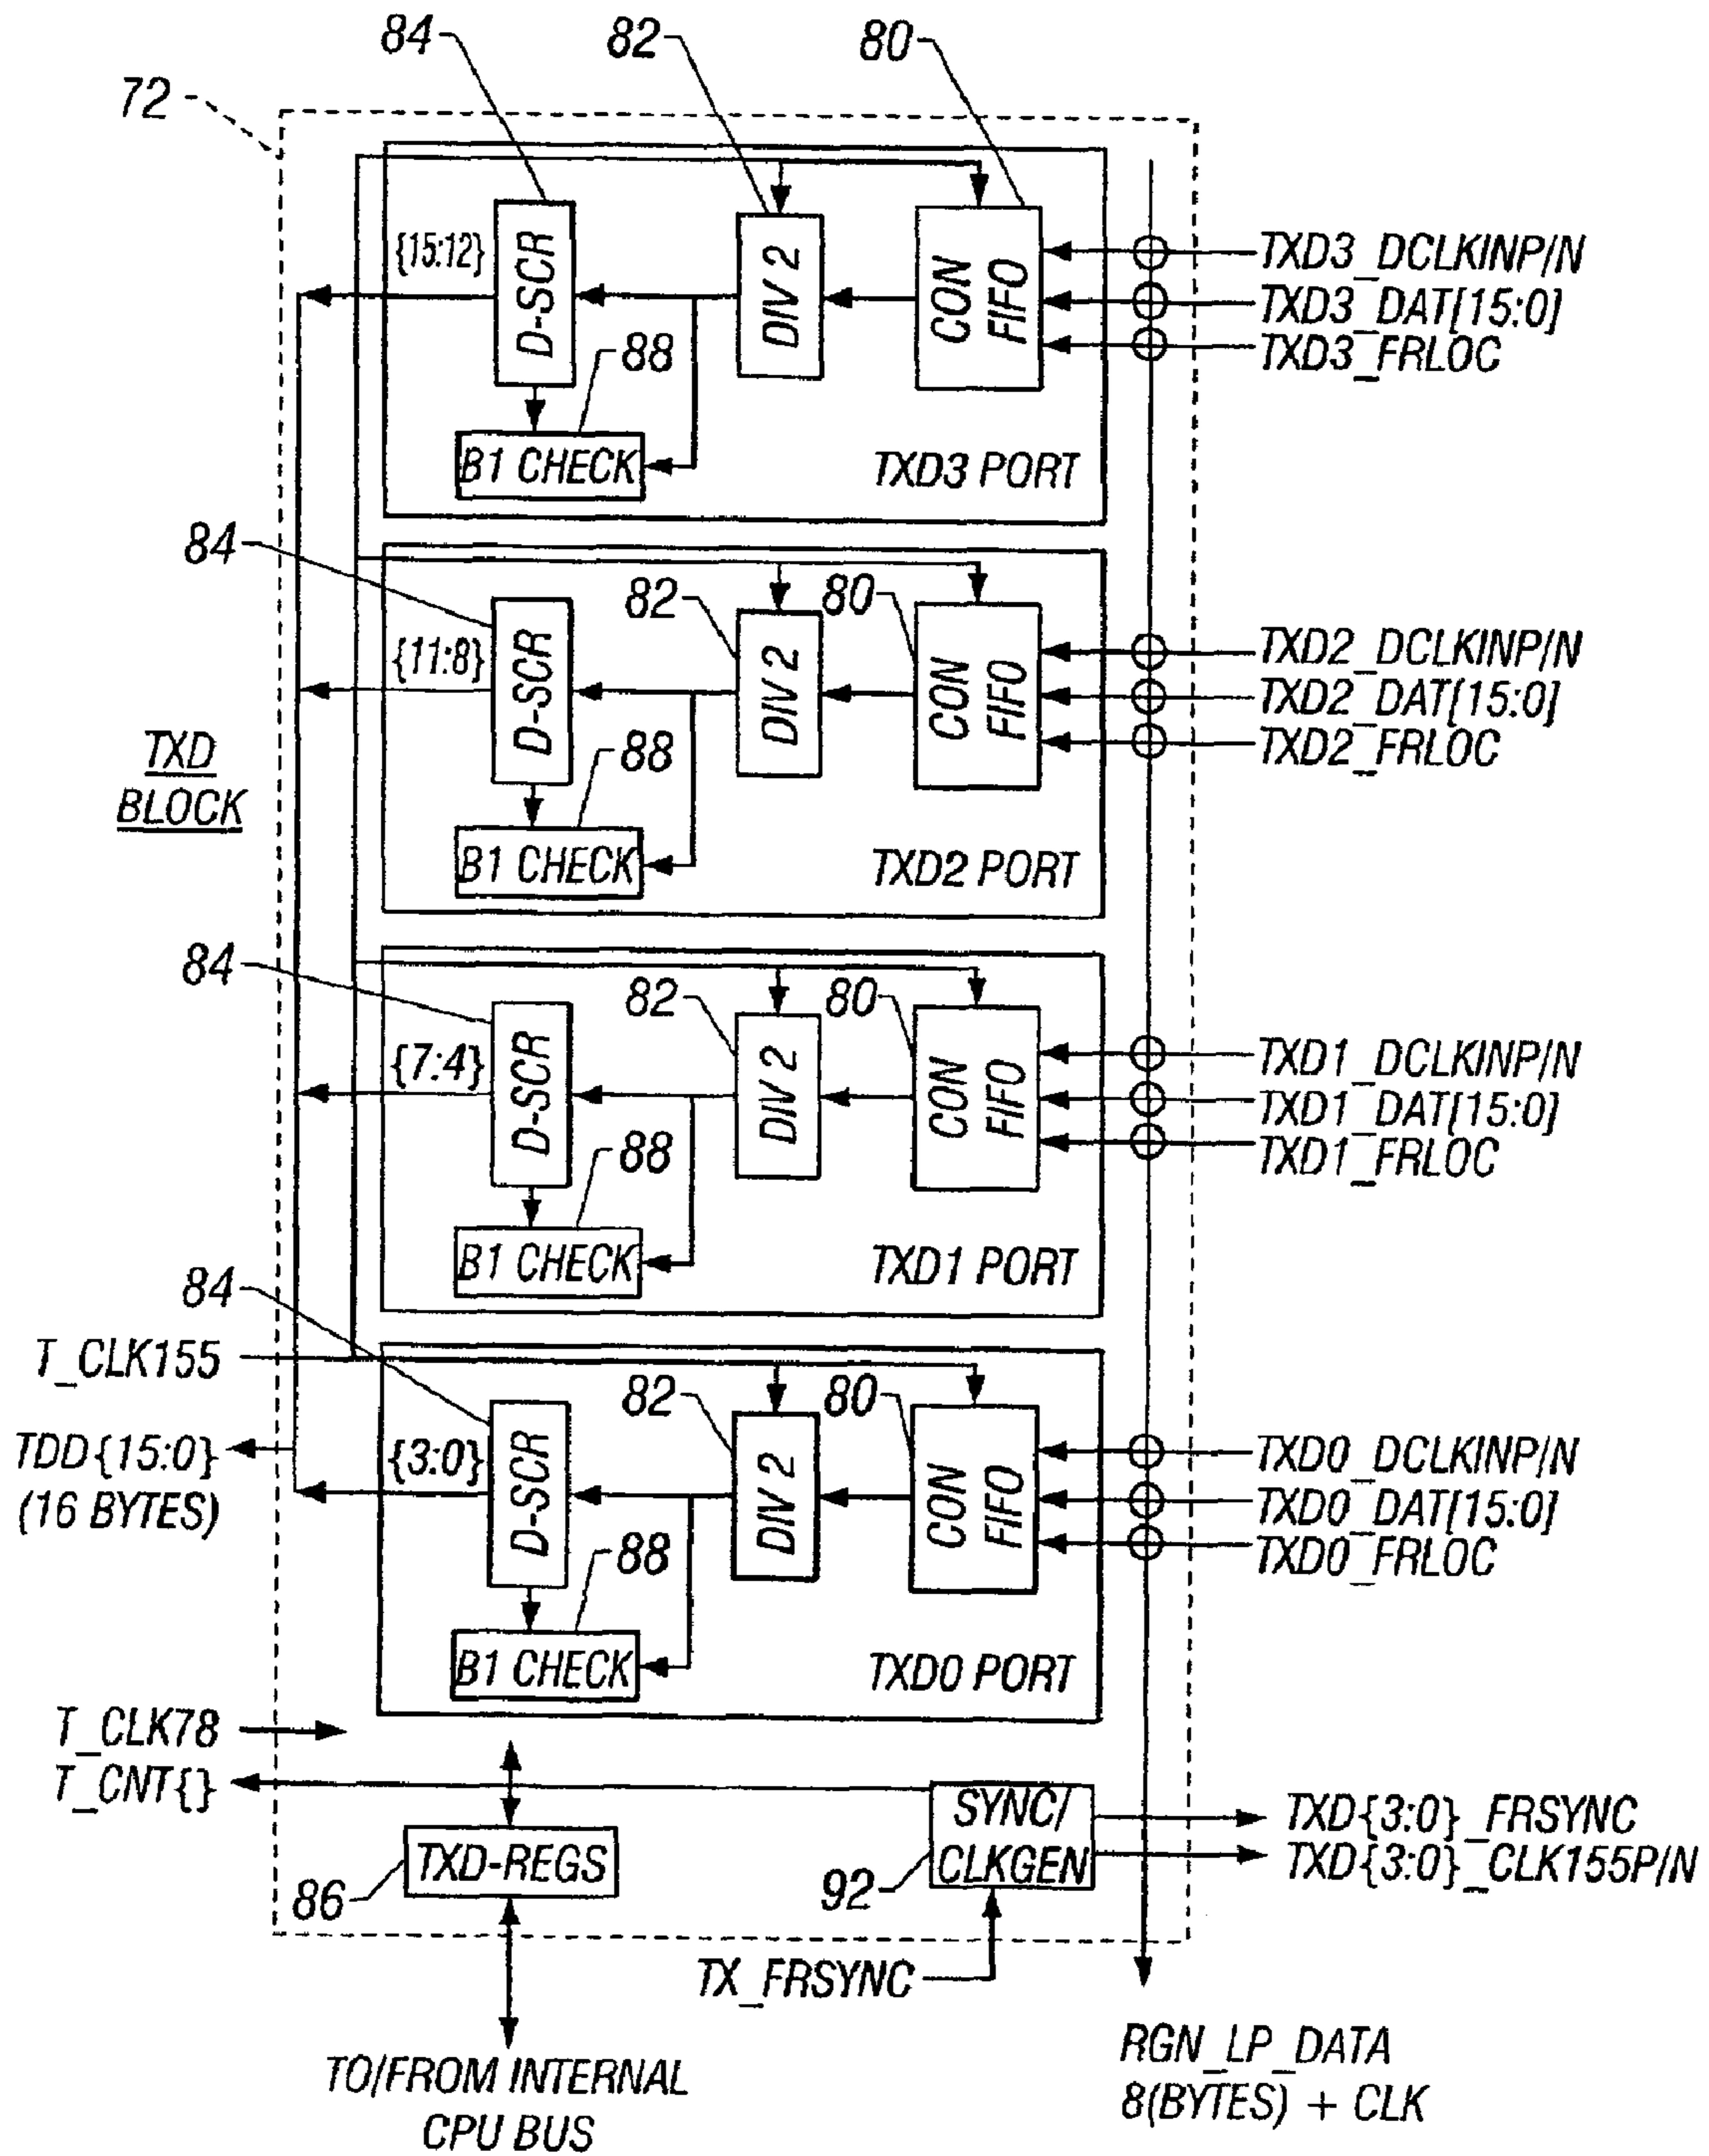 84
82
80
72
{15:12}
D-SCR
DIV 2
CON
FIFO
TXD3_DCLKINP/N
TXD3_DAT[15:0]
TXD3_FRLOC
88
B1 CHECK
TXD3 PORT
84
82
80
{11:8}
D-SCR
DIV 2
CON
FIFO
TXD2_DCLKINP/N
TXD2_DAT[15:0]
TXD2_FRLOC
88
B1 CHECK
TXD2 PORT
TXD
BLOCK
84
82
80
{7:4}
D-SCR
DIV 2
CON
FIFO
TXD1_DCLKINP/N
TXD1_DAT[15:0]
TXD1_FRLOC
88
B1 CHECK
TXD1 PORT
84
T_CLK155
82
80
TDD{15:0}
(16 BYTES)
{3:0}
D-SCR
DIV 2
CON
FIFO
TXD0_DCLKINP/N
TXD0_DAT[15:0]
TXD0_FRLOC
88
B1 CHECK
TXD0 PORT
T_CLK78
T_CNT{}
SYNC/
CLKGEN
92
TXD{3:0}_FRSYNC
TXD{3:0}_CLK155P/N
TXD-REGS
86
TX_FRSYNC
TO/FROM INTERNAL
CPU BUS
RGN_LP_DATA
8(BYTES) + CLK